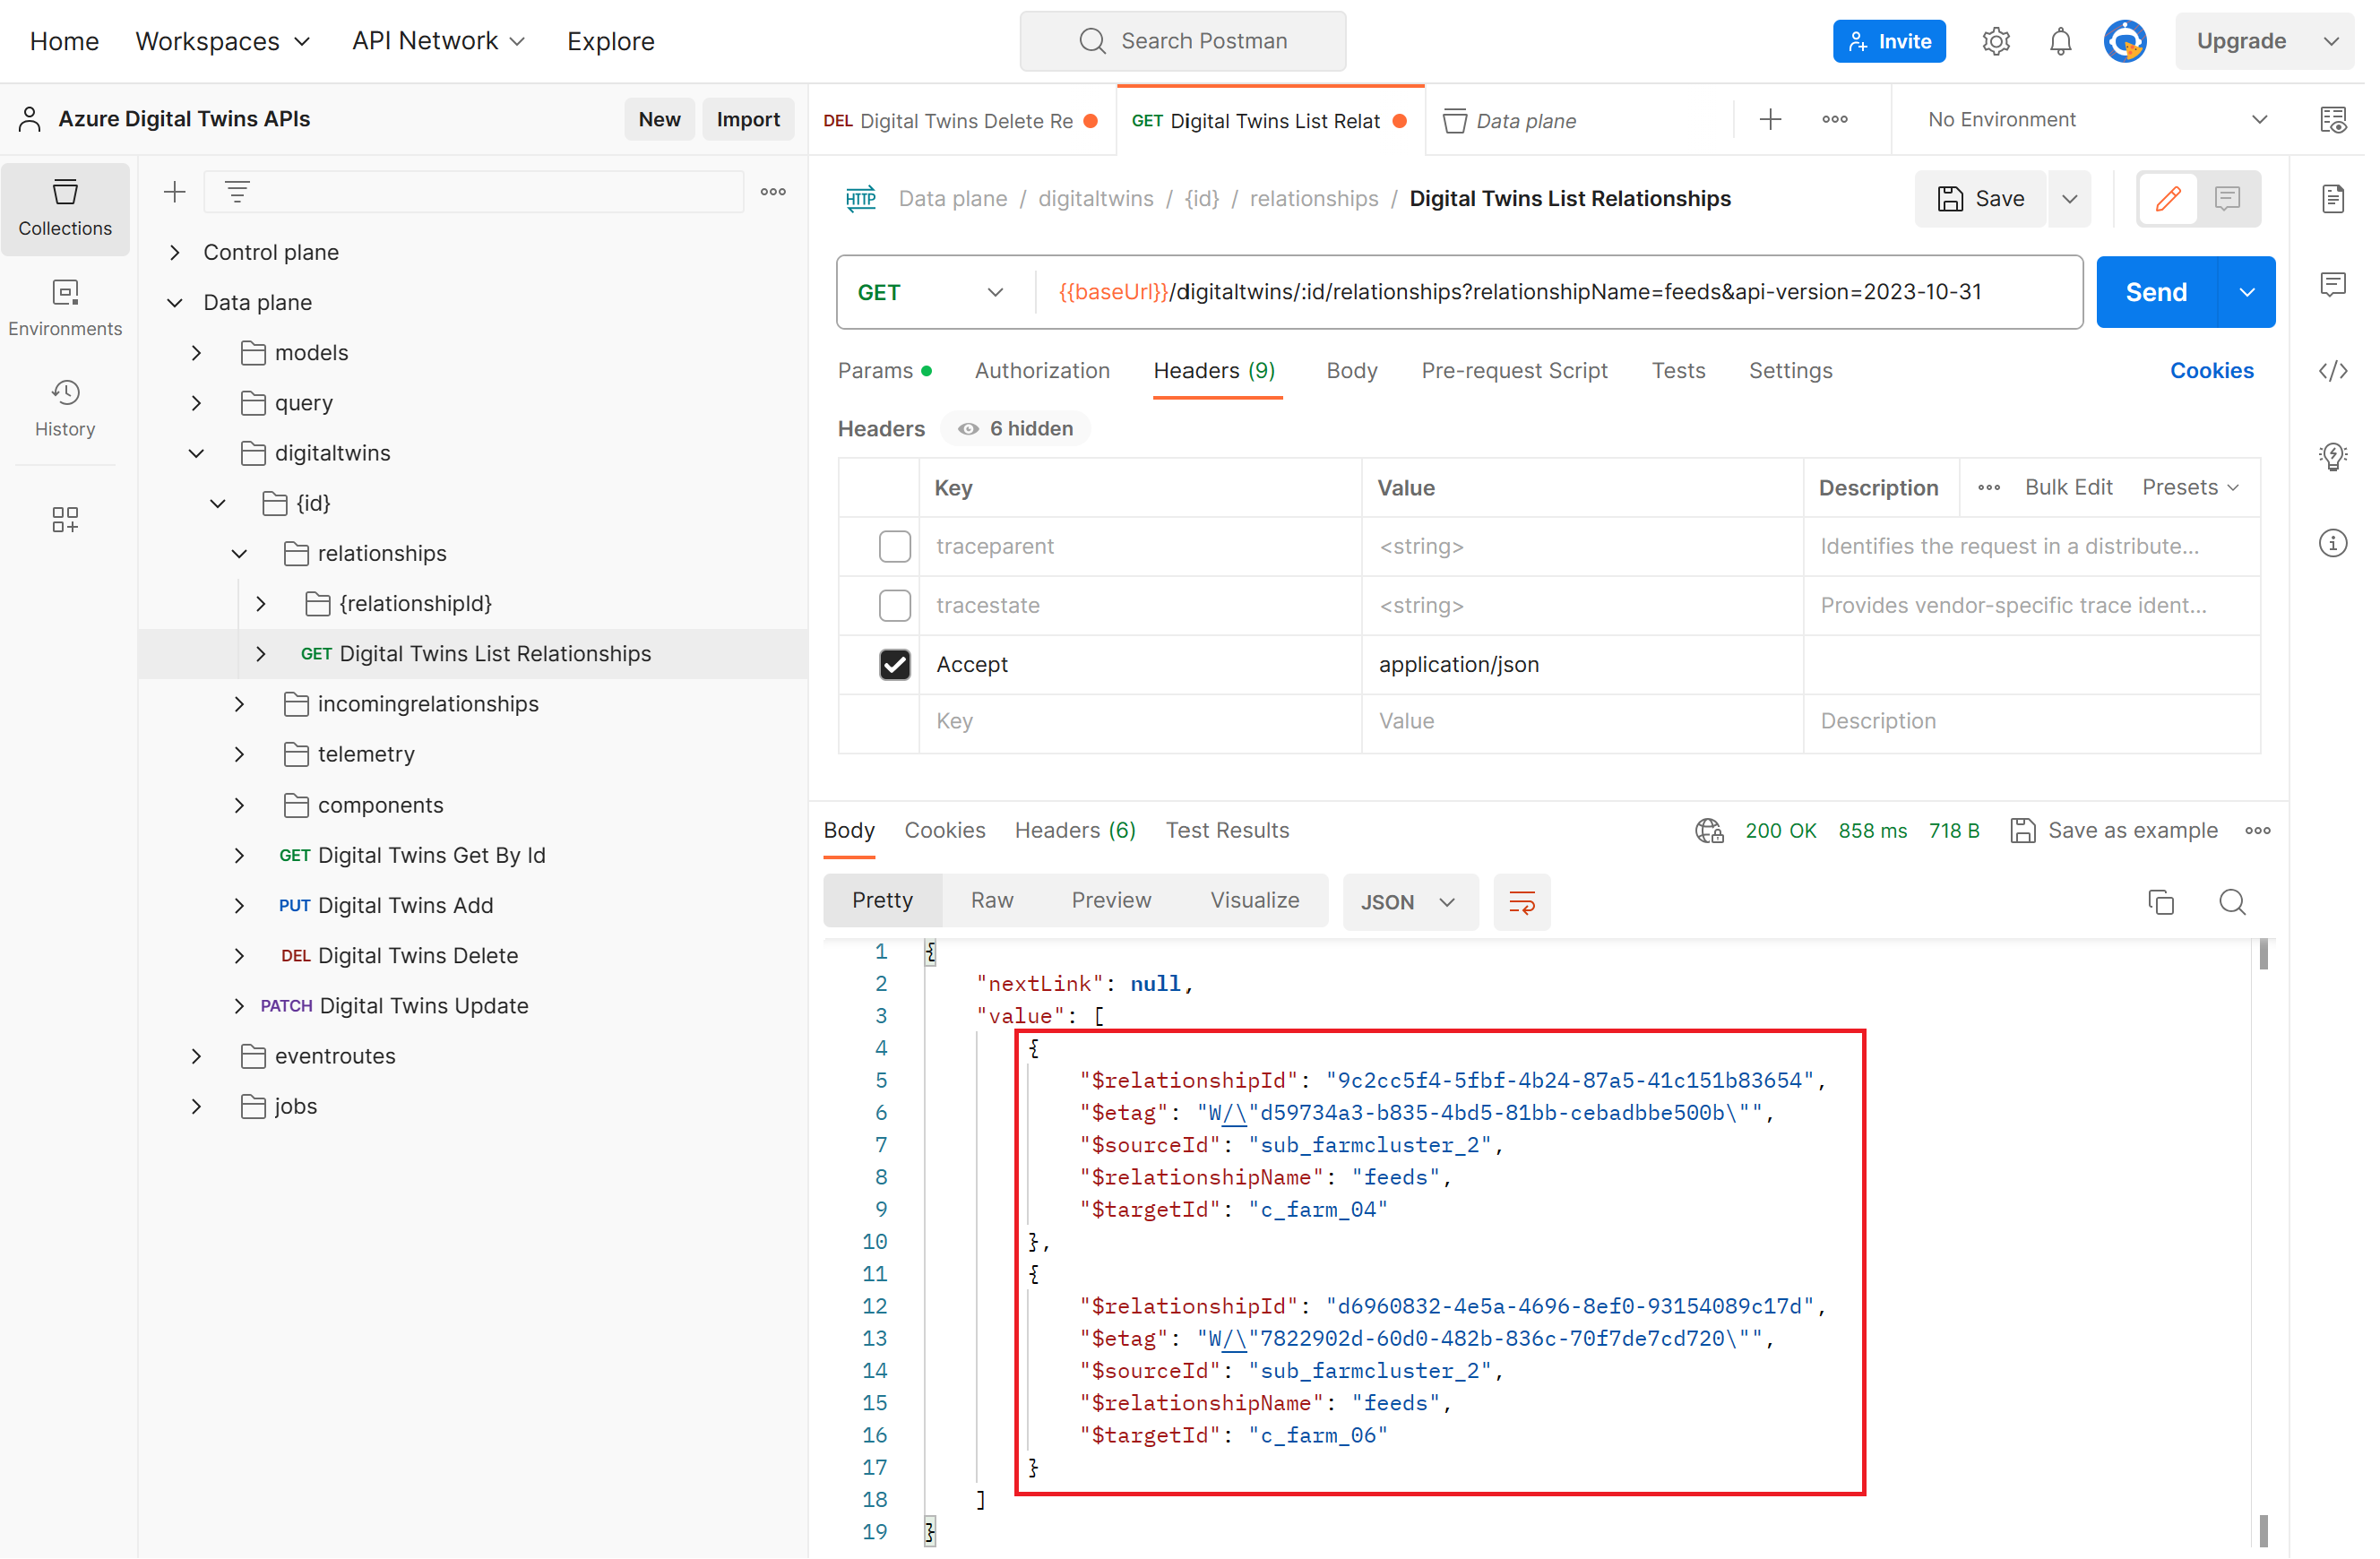 Home Workspaces API Network Explore Search Postman Invite Upgrade
Azure Digital Twins APIs New Import
DEL Digital Twins Delete Re GET Digital Twins List Relat Data plane No Environment
Collections
Environments
History
Control plane
Data plane
models
query
digitaltwins
{id}
relationships
{relationshipId}
GET Digital Twins List Relationships
incomingrelationships
telemetry
components
GET Digital Twins Get By Id
PUT Digital Twins Add
DEL Digital Twins Delete
PATCH Digital Twins Update
eventroutes
jobs
HTTP Data plane / digitaltwins / {id} / relationships / Digital Twins List Relationships Save
GET {{baseUrl}}/digitaltwins/:id/relationships?relationshipName=feeds&api-version=2023-10-31 Send
Params Authorization Headers (9) Body Pre-request Script Tests Settings Cookies
Headers 6 hidden
Key Value Description Bulk Edit Presets
traceparent <string> Identifies the request in a distribute...
tracestate <string> Provides vendor-specific trace ident...
Accept application/json
Key Value Description
Body Cookies Headers (6) Test Results 200 OK 858 ms 718 B Save as example
Pretty Raw Preview Visualize JSON
1 {
2 "nextLink": null,
3 "value": [
4 {
5 "$relationshipId": "9c2cc5f4-5fbf-4b24-87a5-41c151b83654",
6 "$etag": "W/\"d59734a3-b835-4bd5-81bb-cebadbbe500b\"",
7 "$sourceId": "sub_farmcluster_2",
8 "$relationshipName": "feeds",
9 "$targetId": "c_farm_04"
10 },
11 {
12 "$relationshipId": "d6960832-4e5a-4696-8ef0-93154089c17d",
13 "$etag": "W/\"7822902d-60d0-482b-836c-70f7de7cd720\"",
14 "$sourceId": "sub_farmcluster_2",
15 "$relationshipName": "feeds",
16 "$targetId": "c_farm_06"
17 }
18 ]
19 }